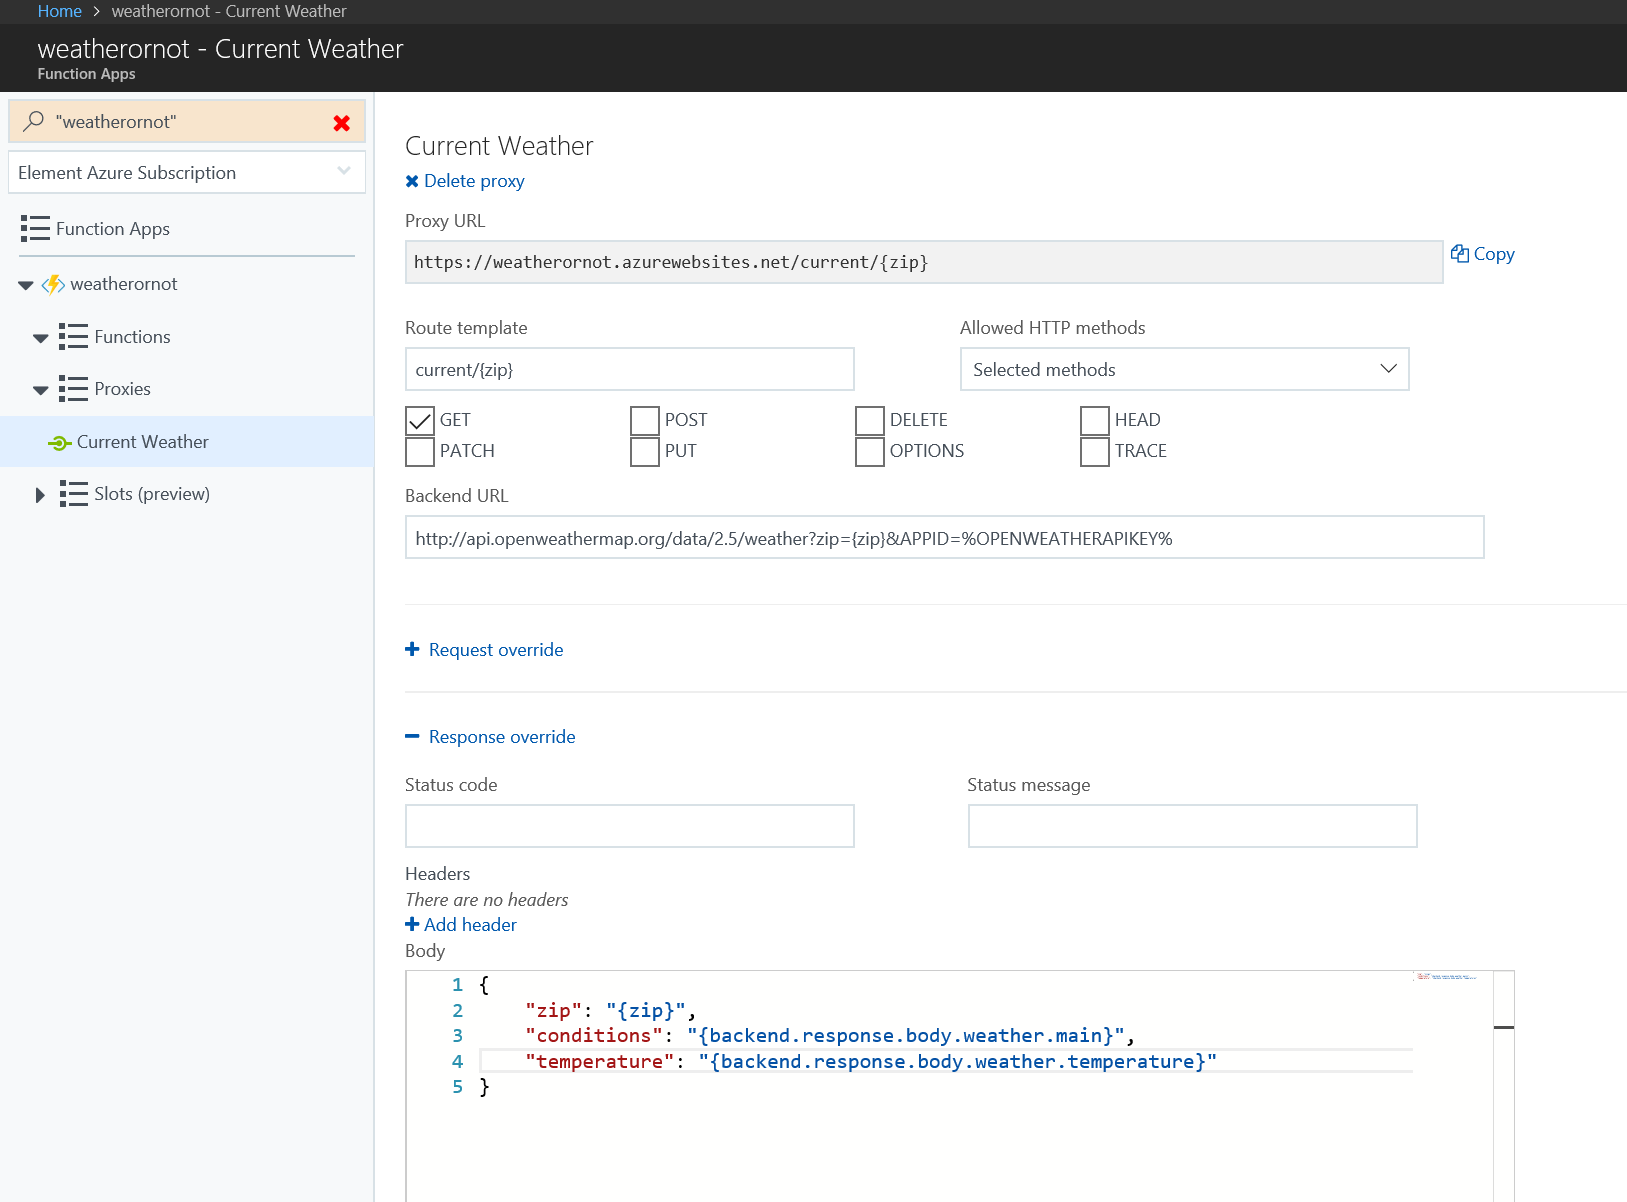 Home > weatherornot - Current Weather
weatherornot - Current Weather
Function Apps
"weatherornot"
Element Azure Subscription
Function Apps
weatherornot
Functions
Proxies
Current Weather
Slots (preview)
Current Weather
Delete proxy
Proxy URL
https://weatherornot.azurewebsites.net/current/{zip}
Copy
Route template
Allowed HTTP methods
current/{zip}
Selected methods
GET POST DELETE HEAD
PATCH PUT OPTIONS TRACE
Backend URL
http://api.openweathermap.org/data/2.5/weather?zip={zip}&APPID=%OPENWEATHERAPIKEY%
Request override
Response override
Status code
Status message
Headers
There are no headers
Add header
Body
1 {
2 "zip": "{zip}",
3 "conditions": "{backend.response.body.weather.main}",
4 "temperature": "{backend.response.body.weather.temperature}"
5 }